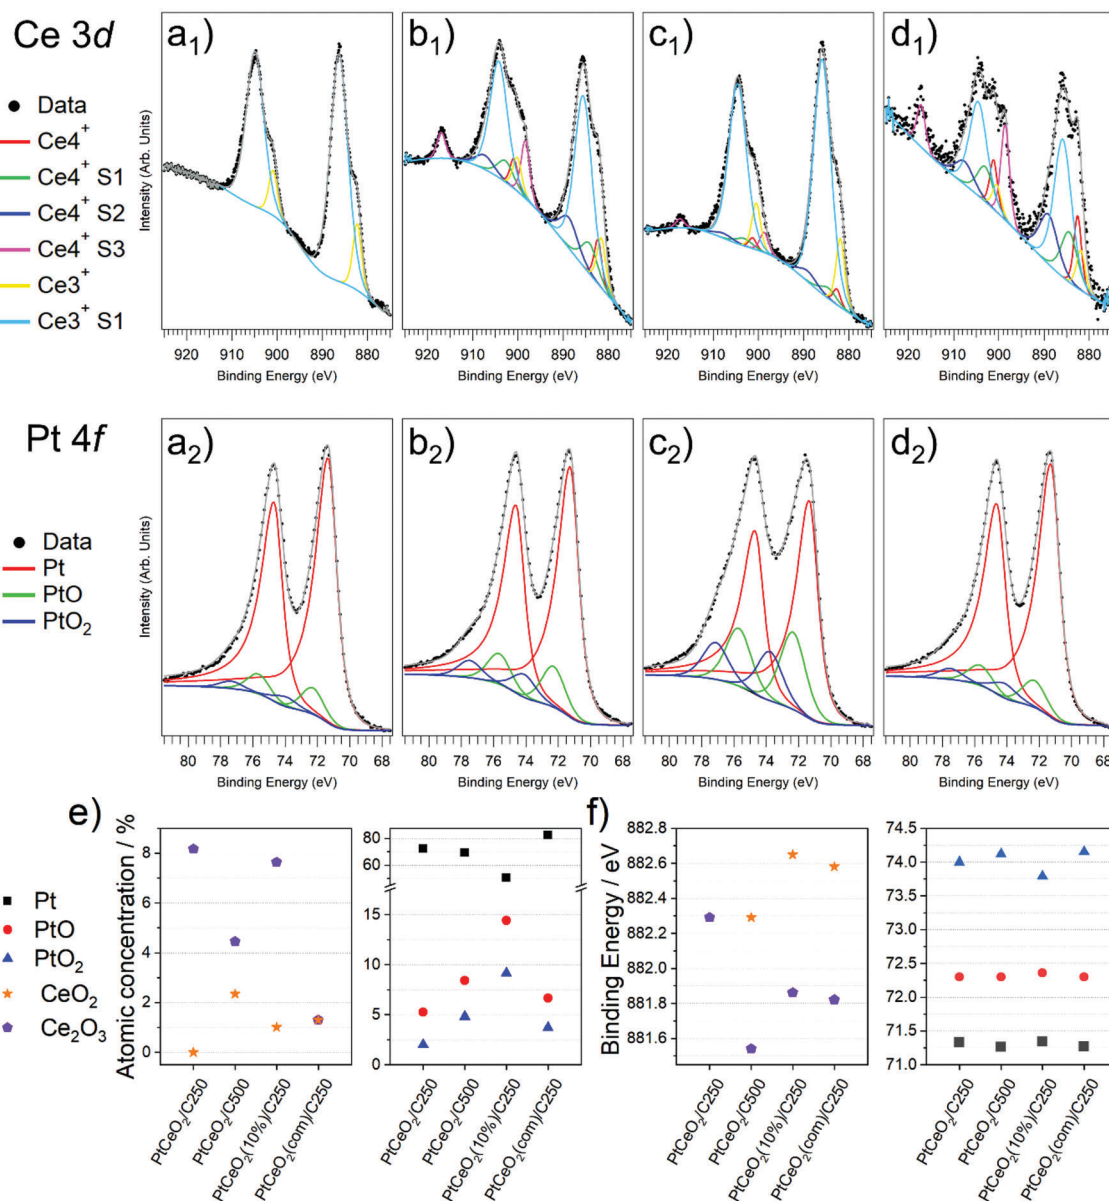 Ce 3d
a1)
b1)
c1)
d1)
Data
Ce4+
Ce4+ S1
Ce4+ S2
Ce4+ S3
Ce3+
Ce3+ S1
Intensity (Arb. Units)
920 910 900 890 880
920 910 900 890 880
920 910 900 890 880
920 910 900 890 880
Binding Energy (eV)
Binding Energy (eV)
Binding Energy (eV)
Binding Energy (eV)
Pt 4f
a2)
b2)
c2)
d2)
Data
Pt
PtO
PtO2
Intensity (Arb. Units)
80 78 76 74 72 70 68
80 78 76 74 72 70 68
80 78 76 74 72 70 68
80 78 76 74 72 70 68
Binding Energy (eV)
Binding Energy (eV)
Binding Energy (eV)
Binding Energy (eV)
e)
Pt
PtO
PtO2
CeO2
Ce2O3
Atomic concentration / %
8
6
4
2
0
80
60
15
10
5
0
PtCeO2/C250
PtCeO2/C500
PtCeO2(10%)/C250
PtCeO2(com)/C250
PtCeO2/C250
PtCeO2/C500
PtCeO2(10%)/C250
PtCeO2(com)/C250
f)
Binding Energy / eV
882.8
882.6
882.4
882.2
882.0
881.8
881.6
74.5
74.0
73.5
73.0
72.5
72.0
71.5
71.0
PtCeO2/C250
PtCeO2/C500
PtCeO2(10%)/C250
PtCeO2(com)/C250
PtCeO2/C250
PtCeO2/C500
PtCeO2(10%)/C250
PtCeO2(com)/C250